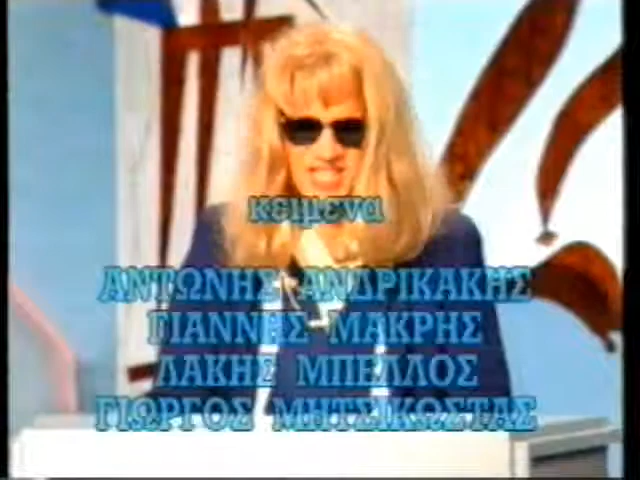 κειμενα
ΑΝΤΩΝΗΣ ΑΝΔΡΙΚΑΚΗΣ
ΓΙΑΝΝΗΣ ΜΑΚΡΗΣ
ΛΑΚΗΣ ΜΠΕΛΛΟΣ
ΓΙΩΡΓΟΣ ΜΗΤΣΙΚΩΣΤΑΣ